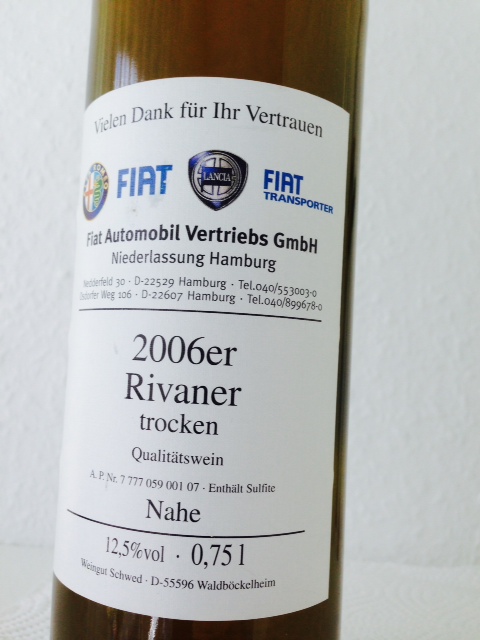 Vielen Dank für Ihr Vertrauen
FIAT LANCIA FIAT
TRANSPORTER
Fiat Automobil Vertriebs GmbH
Niederlassung Hamburg
Nedderfeld 30 · D-22529 Hamburg · Tel.040/553003-0
Osdorfer Weg 106 · D-22607 Hamburg · Tel.040/899678-0
2006er
Rivaner
trocken
Qualitätswein
A. P. Nr. 7 777 059 001 07 · Enthält Sulfite
Nahe
12,5%vol · 0,75 l
Weingut Schwed · D-55596 Waldböckelheim